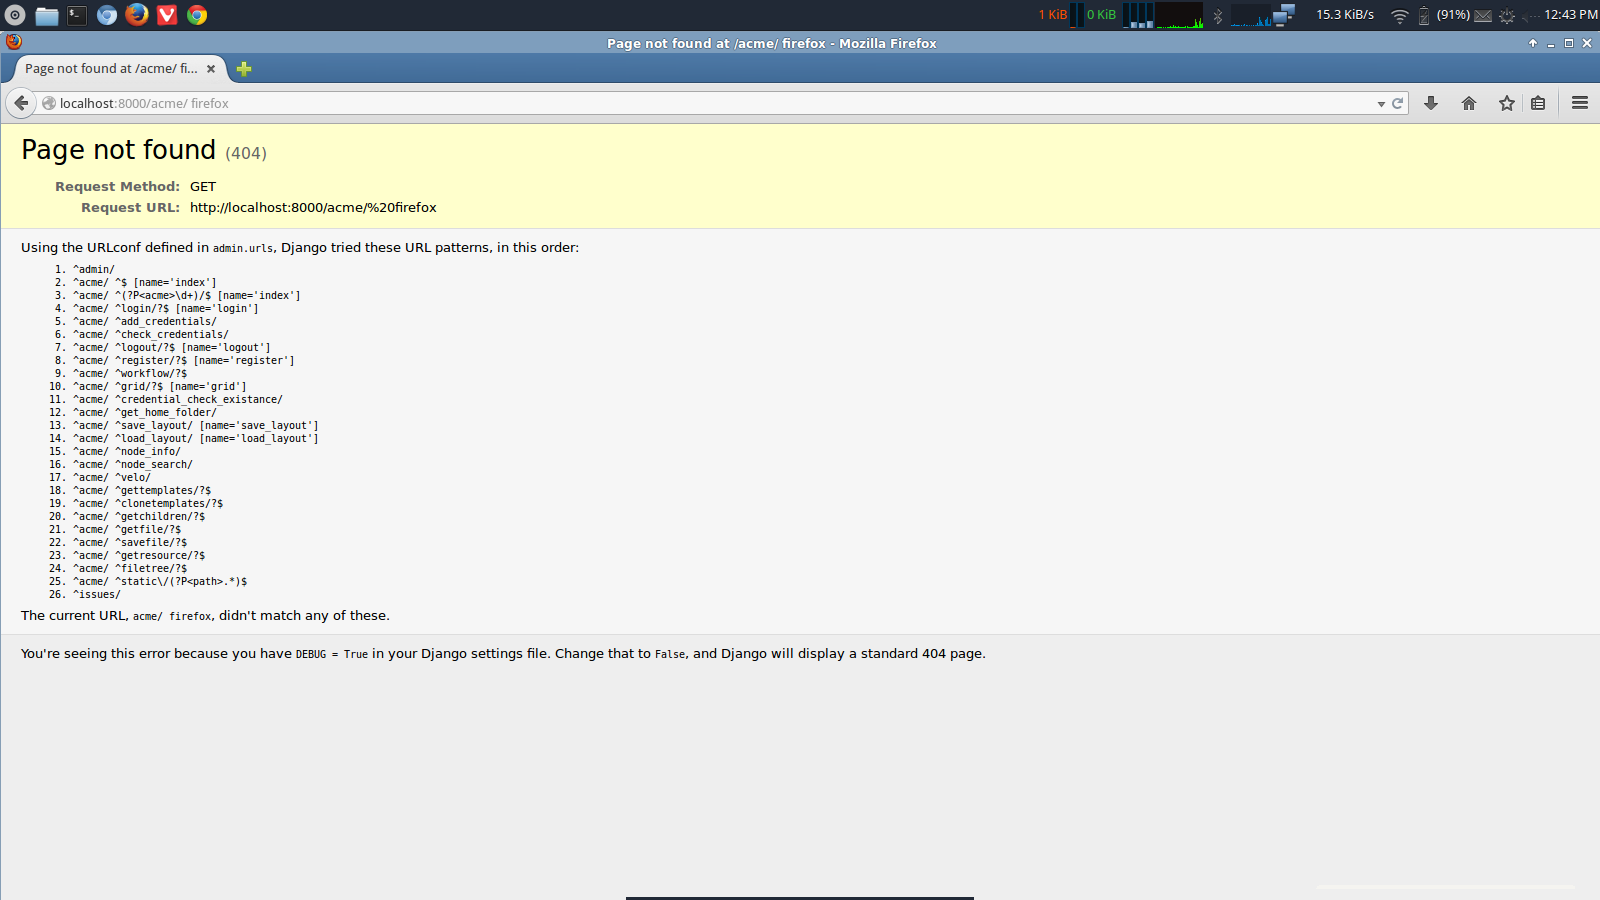 1 KiB 0 KiB 15.3 KiB/s (91%) 12:43 PM
Page not found at /acme/ firefox - Mozilla Firefox
Page not found at /acme/ fi...
localhost:8000/acme/ firefox
Page not found (404)
Request Method: GET
Request URL: http://localhost:8000/acme/%20firefox
Using the URLconf defined in admin.urls, Django tried these URL patterns, in this order:
1. ^admin/
2. ^acme/ ^$ [name='index']
3. ^acme/ ^(?P<acme>\d+)/$ [name='index']
4. ^acme/ ^login/?$ [name='login']
5. ^acme/ ^add_credentials/
6. ^acme/ ^check_credentials/
7. ^acme/ ^logout/?$ [name='logout']
8. ^acme/ ^register/?$ [name='register']
9. ^acme/ ^workflow/?$
10. ^acme/ ^grid/?$ [name='grid']
11. ^acme/ ^credential_check_existance/
12. ^acme/ ^get_home_folder/
13. ^acme/ ^save_layout/ [name='save_layout']
14. ^acme/ ^load_layout/ [name='load_layout']
15. ^acme/ ^node_info/
16. ^acme/ ^node_search/
17. ^acme/ ^velo/
18. ^acme/ ^gettemplates/?$
19. ^acme/ ^clonetemplates/?$
20. ^acme/ ^getchildren/?$
21. ^acme/ ^getfile/?$
22. ^acme/ ^savefile/?$
23. ^acme/ ^getresource/?$
24. ^acme/ ^filetree/?$
25. ^acme/ ^static\/(?P<path>.*)$
26. ^issues/
The current URL, acme/ firefox, didn't match any of these.
You're seeing this error because you have DEBUG = True in your Django settings file. Change that to False, and Django will display a standard 404 page.